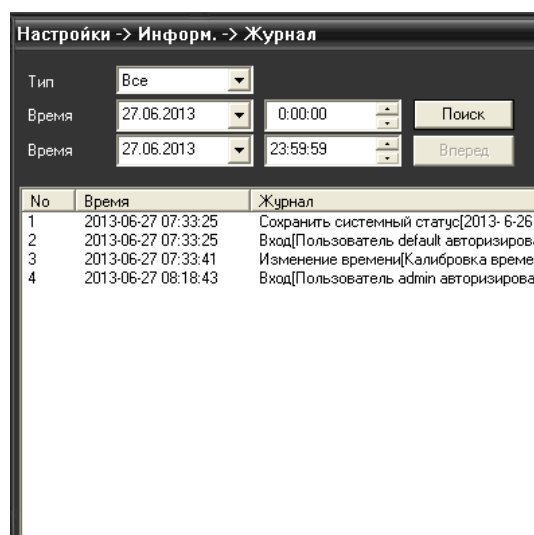 Настройки -> Информ. -> Журнал
Тип Все
Время 27.06.2013 0:00:00 Поиск
Время 27.06.2013 23:59:59 Вперед
No Время Журнал
1 2013-06-27 07:33:25 Сохранить системный статус[2013- 6-26
2 2013-06-27 07:33:25 Вход[Пользователь default авторизиров
3 2013-06-27 07:33:41 Изменение времени[Калибровка време
4 2013-06-27 08:18:43 Вход[Пользователь admin авторизирова